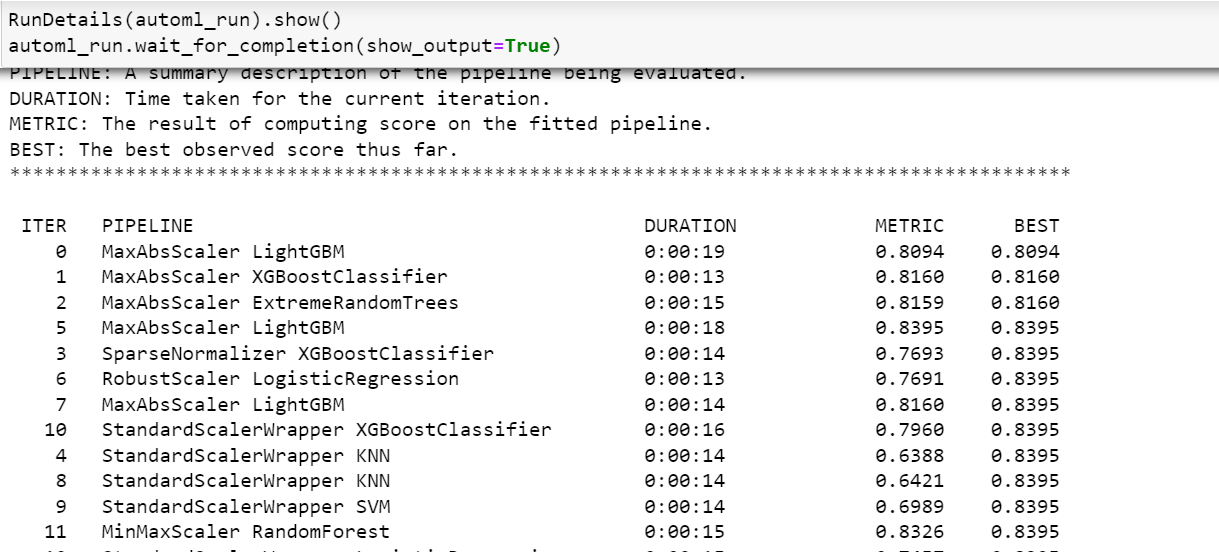 RunDetails(automl_run).show()
automl_run.wait_for_completion(show_output=True)
PIPELINE: A summary description of the pipeline being evaluated.
DURATION: Time taken for the current iteration.
METRIC: The result of computing score on the fitted pipeline.
BEST: The best observed score thus far.
********************************************************************************************
ITER PIPELINE DURATION METRIC BEST
0 MaxAbsScaler LightGBM 0:00:19 0.8094 0.8094
1 MaxAbsScaler XGBoostClassifier 0:00:13 0.8160 0.8160
2 MaxAbsScaler ExtremeRandomTrees 0:00:15 0.8159 0.8160
5 MaxAbsScaler LightGBM 0:00:18 0.8395 0.8395
3 SparseNormalizer XGBoostClassifier 0:00:14 0.7693 0.8395
6 RobustScaler LogisticRegression 0:00:13 0.7691 0.8395
7 MaxAbsScaler LightGBM 0:00:14 0.8160 0.8395
10 StandardScalerWrapper XGBoostClassifier 0:00:16 0.7960 0.8395
4 StandardScalerWrapper KNN 0:00:14 0.6388 0.8395
8 StandardScalerWrapper KNN 0:00:14 0.6421 0.8395
9 StandardScalerWrapper SVM 0:00:14 0.6989 0.8395
11 MinMaxScaler RandomForest 0:00:15 0.8326 0.8395